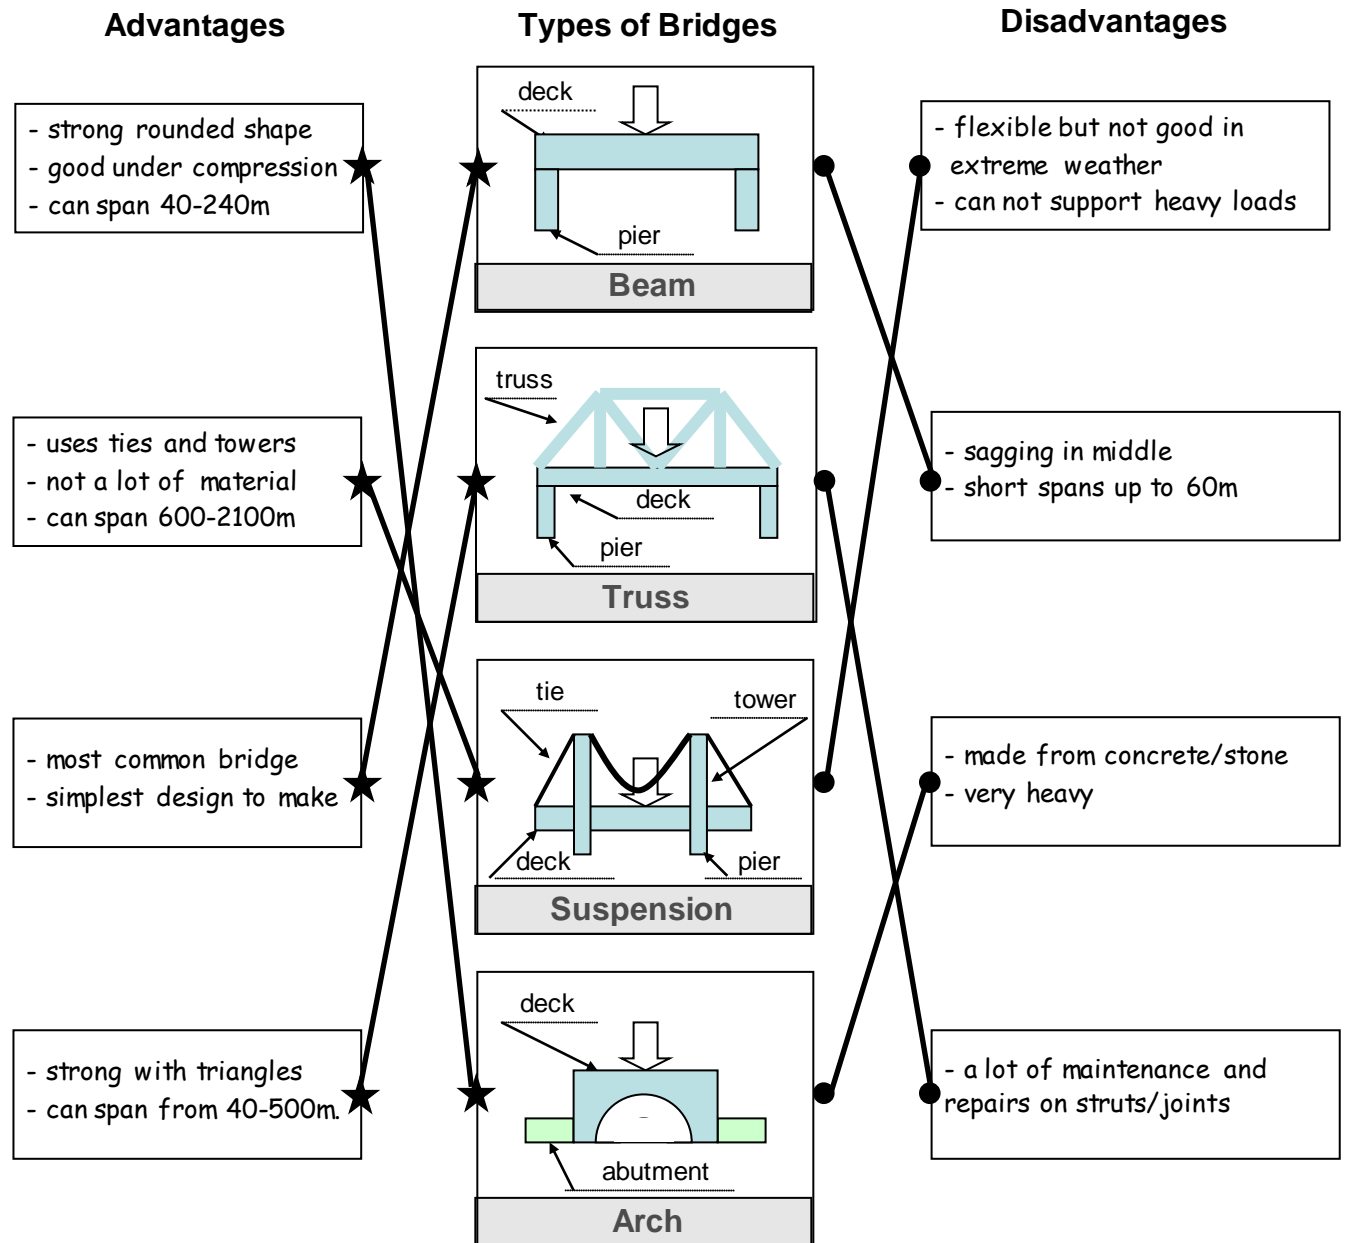 Advantages
Types of Bridges
Disadvantages
- strong rounded shape
- good under compression
- can span 40-240m
- uses ties and towers
- not a lot of material
- can span 600-2100m
- most common bridge
- simplest design to make
- strong with triangles
- can span from 40-500m.
deck
pier
Beam
truss
deck
pier
Truss
tie
tower
deck
pier
Suspension
deck
abutment
Arch
- flexible but not good in
extreme weather
- can not support heavy loads
- sagging in middle
- short spans up to 60m
- made from concrete/stone
- very heavy
- a lot of maintenance and
repairs on struts/joints